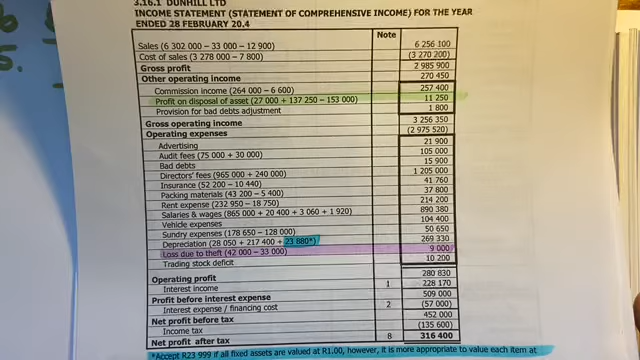 3.16.1 DUNHILL LTD
INCOME STATEMENT (STATEMENT OF COMPREHENSIVE INCOME) FOR THE YEAR
ENDED 28 FEBRUARY 20.4
Note
Sales (6 302 000 – 33 000 – 12 900) 6 256 100
Cost of sales (3 278 000 – 7 800) (3 270 200)
Gross profit 2 985 900
Other operating income 270 450
Commission income (264 000 – 6 600) 257 400
Profit on disposal of asset (27 000 + 137 250 – 153 000) 11 250
Provision for bad debts adjustment 1 800
Gross operating income 3 256 350
Operating expenses (2 975 520)
Advertising 21 900
Audit fees (75 000 + 30 000) 105 000
Bad debts 15 900
Directors' fees (965 000 + 240 000) 1 205 000
Insurance (52 200 – 10 440) 41 760
Packing materials (43 200 – 5 400) 37 800
Rent expense (232 950 – 18 750) 214 200
Salaries & wages (865 000 + 20 400 + 3 060 + 1 920) 890 380
Vehicle expenses 104 400
Sundry expenses (178 650 – 128 000) 50 650
Depreciation (28 050 + 217 400 + 23 880*) 269 330
Loss due to theft (42 000 – 33 000) 9 000
Trading stock deficit 10 200
Operating profit 280 830
Interest income 1 228 170
Profit before interest expense 509 000
Interest expense / financing cost 2 (57 000)
Net profit before tax 452 000
Income tax (135 600)
Net profit after tax 8 316 400
*Accept R23 999 if all fixed assets are valued at R1.00, however, it is more appropriate to value each item at